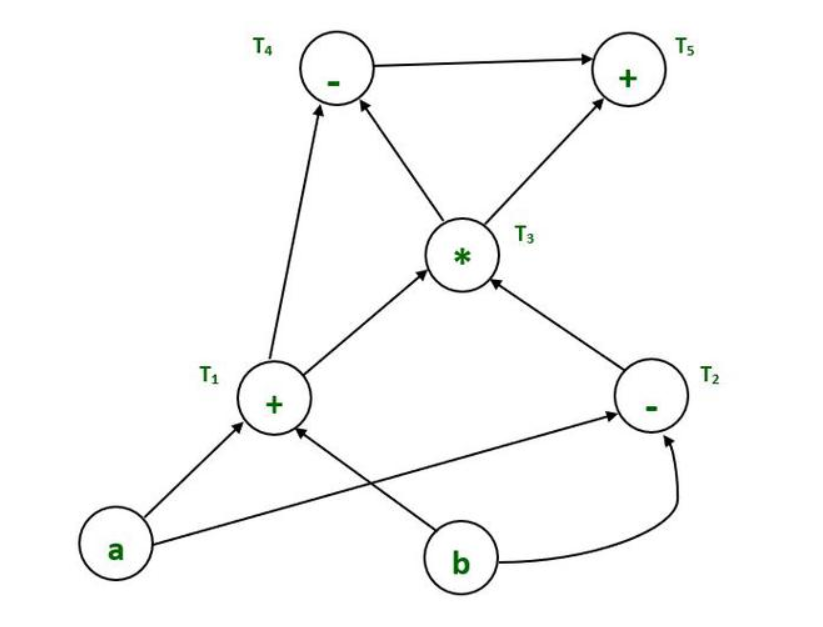 T₄
-
T₅
+
T₃
*
T₁
+
T₂
-
a
b